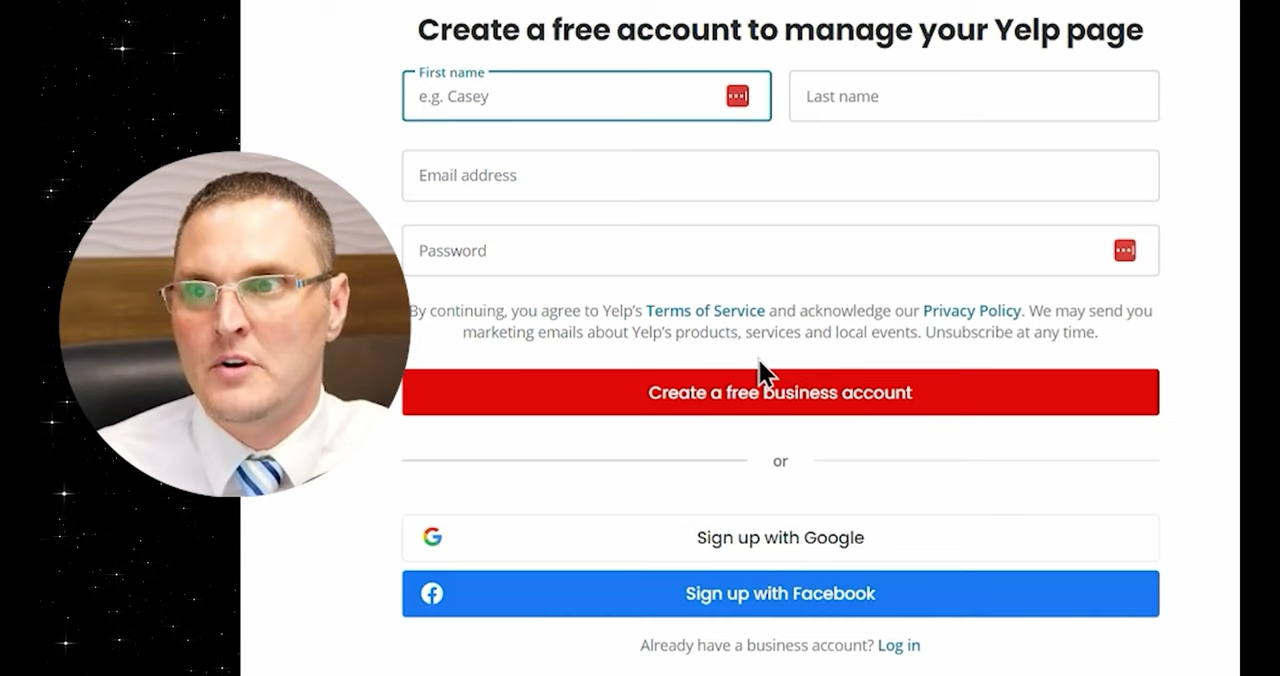 Create a free account to manage your Yelp page
First name
e.g. Casey
Last name
Email address
Password
By continuing, you agree to Yelp's Terms of Service and acknowledge our Privacy Policy. We may send you
marketing emails about Yelp's products, services and local events. Unsubscribe at any time.
Create a free business account
or
Sign up with Google
Sign up with Facebook
Already have a business account? Log in